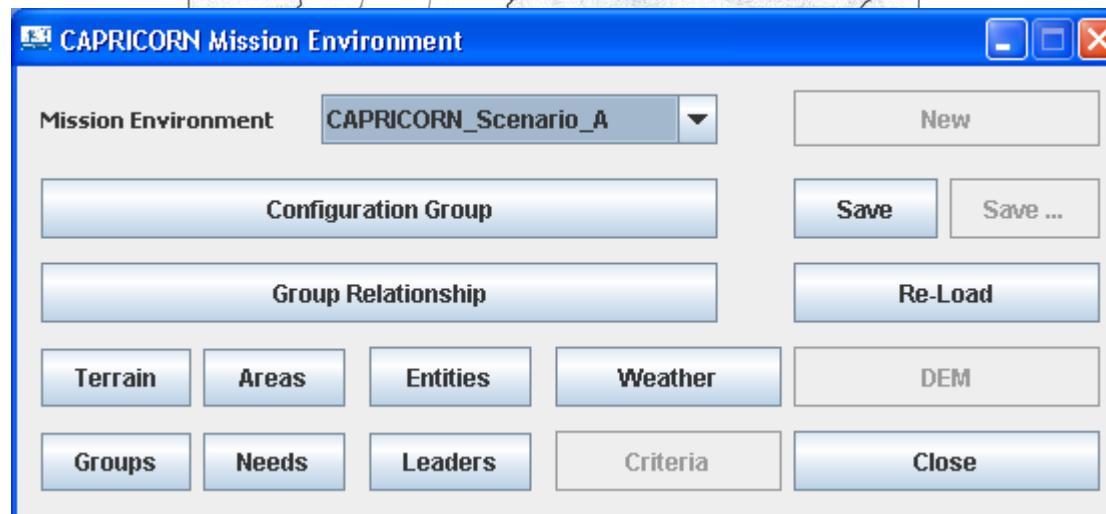 CAPRICORN Mission Environment
Mission Environment CAPRICORN_Scenario_A New
Configuration Group Save Save ...
Group Relationship Re-Load
Terrain Areas Entities Weather DEM
Groups Needs Leaders Criteria Close